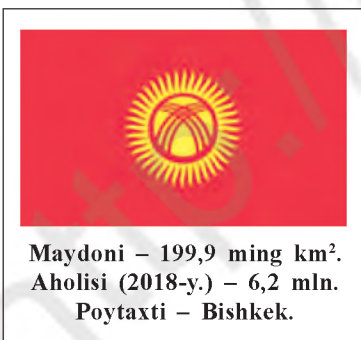 Maydoni – 199,9 ming km².
Aholisi (2018-y.) – 6,2 mln.
Poytaxti – Bishkek.